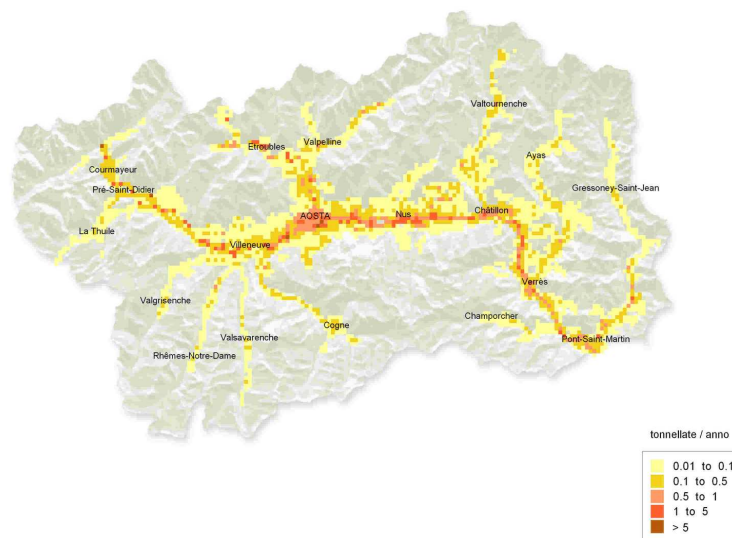 Valtournenche
Etroubles
Valpelline
Ayas
Courmayeur
Pré-Saint-Didier
Gressoney-Saint-Jean
AOSTA
Nus
Châtillon
La Thuile
Villeneuve
Verrès
Valgrisenche
Champorcher
Cogne
Valsavarenche
Pont-Saint-Martin
Rhêmes-Notre-Dame
tonnellate / anno
0.01 to 0.1
0.1 to 0.5
0.5 to 1
1 to 5
> 5